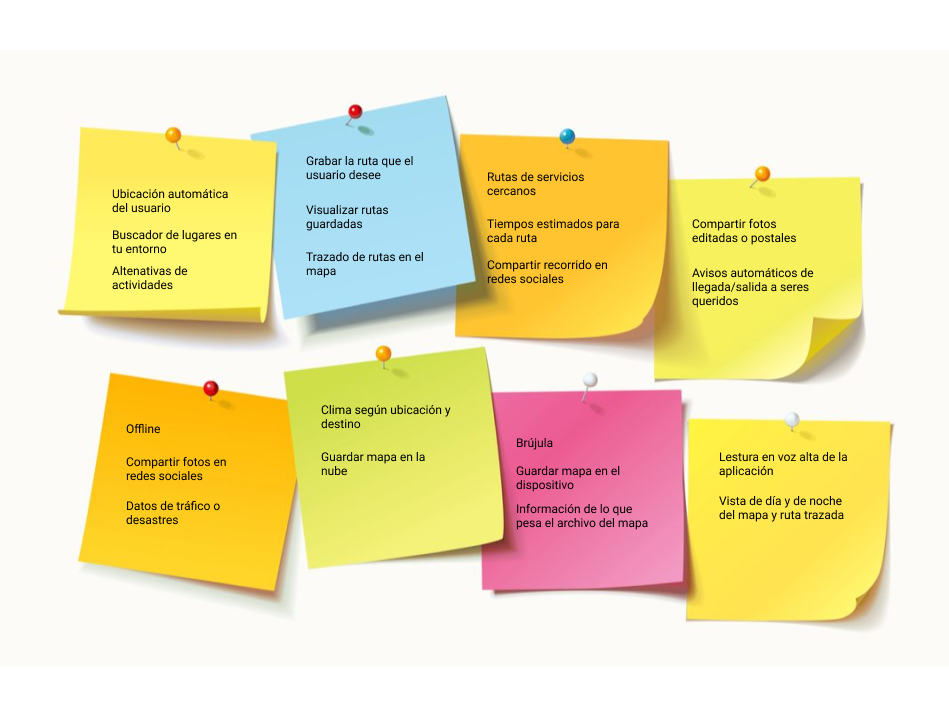 Ubicación automática
del usuario
Buscador de lugares en
tu entorno
Altenativas de
actividades
Grabar la ruta que el
usuario desee
Visualizar rutas
guardadas
Trazado de rutas en el
mapa
Rutas de servicios
cercanos
Tiempos estimados para
cada ruta
Compartir recorrido en
redes sociales
Compartir fotos
editadas o postales
Avisos automáticos de
llegada/salida a seres
queridos
Offline
Compartir fotos en
redes sociales
Datos de tráfico o
desastres
Clima según ubicación y
destino
Guardar mapa en la
nube
Brújula
Guardar mapa en el
dispositivo
Información de lo que
pesa el archivo del mapa
Lestura en voz alta de la
aplicación
Vista de día y de noche
del mapa y ruta trazada